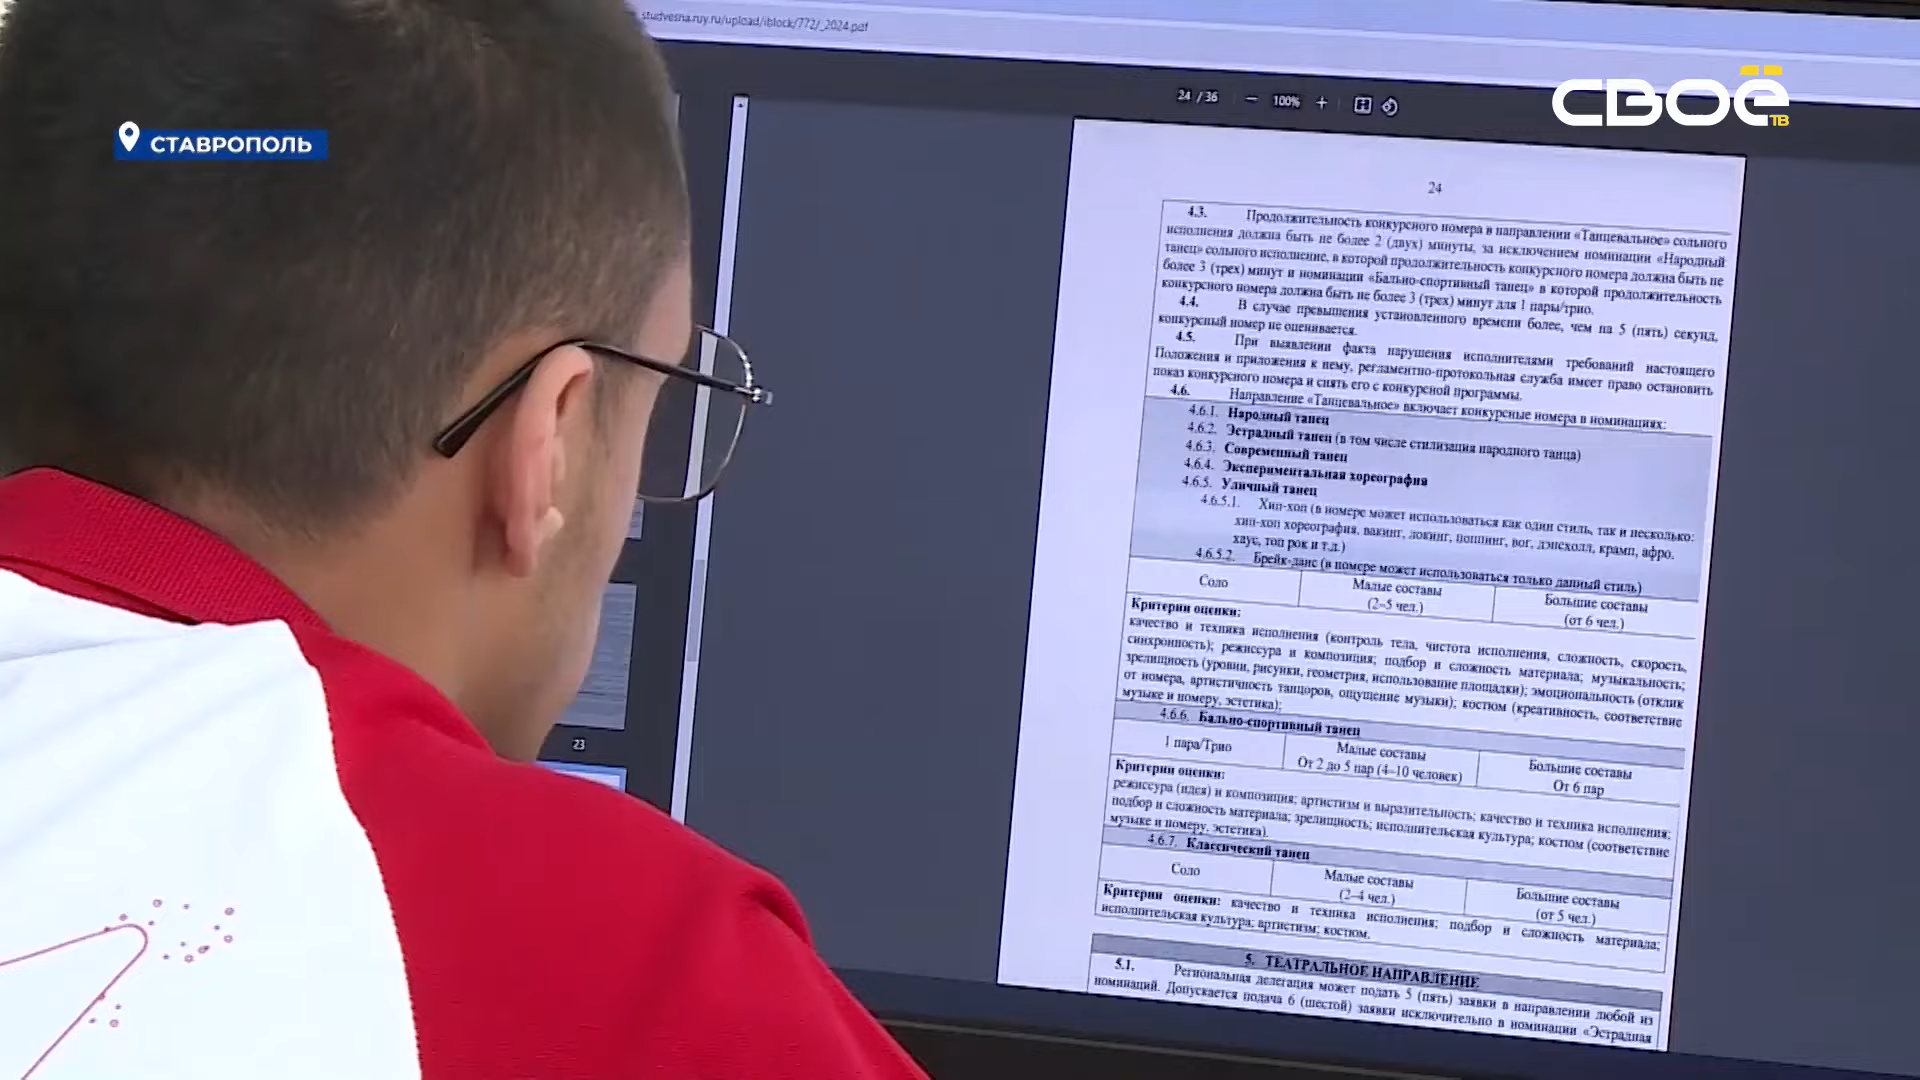 studvesna.ruy.ru/upload/iblock/772/_2024.pdf
СВОЁ
ТВ
СТАВРОПОЛЬ
24 / 36
100%
23
24
4.3. Продолжительность конкурсного номера в направлении «Танцевальное» сольного
исполнения должна быть не более 2 (двух) минуты, за исключением номинации «Народный
танец» сольного исполнение, в которой продолжительность конкурсного номера должна быть не
более 3 (трех) минут и номинации «Бально-спортивный танец» в которой продолжительность
конкурсного номера должна быть не более 3 (трех) минут для 1 пары/трио.
4.4. В случае превышения установленного времени более, чем на 5 (пять) секунд,
конкурсный номер не оценивается.
4.5. При выявлении факта нарушения исполнителями требований настоящего
Положения и приложения к нему, регламентно-протокольная служба имеет право остановить
показ конкурсного номера и снять его с конкурсной программы.
4.6. Направление «Танцевальное» включает конкурсные номера в номинациях:
4.6.1. Народный танец
4.6.2. Эстрадный танец (в том числе стилизация народного танца)
4.6.3. Современный танец
4.6.4. Экспериментальная хореография
4.6.5. Уличный танец
4.6.5.1. Хип-хоп (в номере может использоваться как один стиль, так и несколько:
хип-хоп хореография, вакинг, локинг, поппинг, вог, дэнсхолл, крамп, афро,
хаус, топ рок и т.д.)
4.6.5.2. Брейк-данс (в номере может использоваться только данный стиль)
Соло Малые составы Большие составы
(2–5 чел.) (от 6 чел.)
Критерии оценки:
качество и техника исполнения (контроль тела, чистота исполнения, сложность, скорость,
синхронность); режиссура и композиция; подбор и сложность материала; музыкальность;
зрелищность (уровни, рисунки, геометрия, использование площадки); эмоциональность (отклик
от номера, артистичность танцоров, ощущение музыки); костюм (креативность, соответствие
музыке и номеру, эстетика);
4.6.6. Бально-спортивный танец
1 пара/Трио Малые составы Большие составы
От 2 до 5 пар (4–10 человек) От 6 пар
Критерии оценки:
режиссура (идея) и композиция; артистизм и выразительность; качество и техника исполнения;
подбор и сложность материала; зрелищность; исполнительская культура; костюм (соответствие
музыке и номеру, эстетика).
4.6.7. Классический танец
Соло Малые составы Большие составы
(2–4 чел.) (от 5 чел.)
Критерии оценки: качество и техника исполнения; подбор и сложность материала;
исполнительская культура; артистизм; костюм.
5. ТЕАТРАЛЬНОЕ НАПРАВЛЕНИЕ
5.1. Региональная делегация может подать 5 (пять) заявки в направлении любой из
номинаций. Допускается подача 6 (шестой) заявки исключительно в номинации «Эстрадная